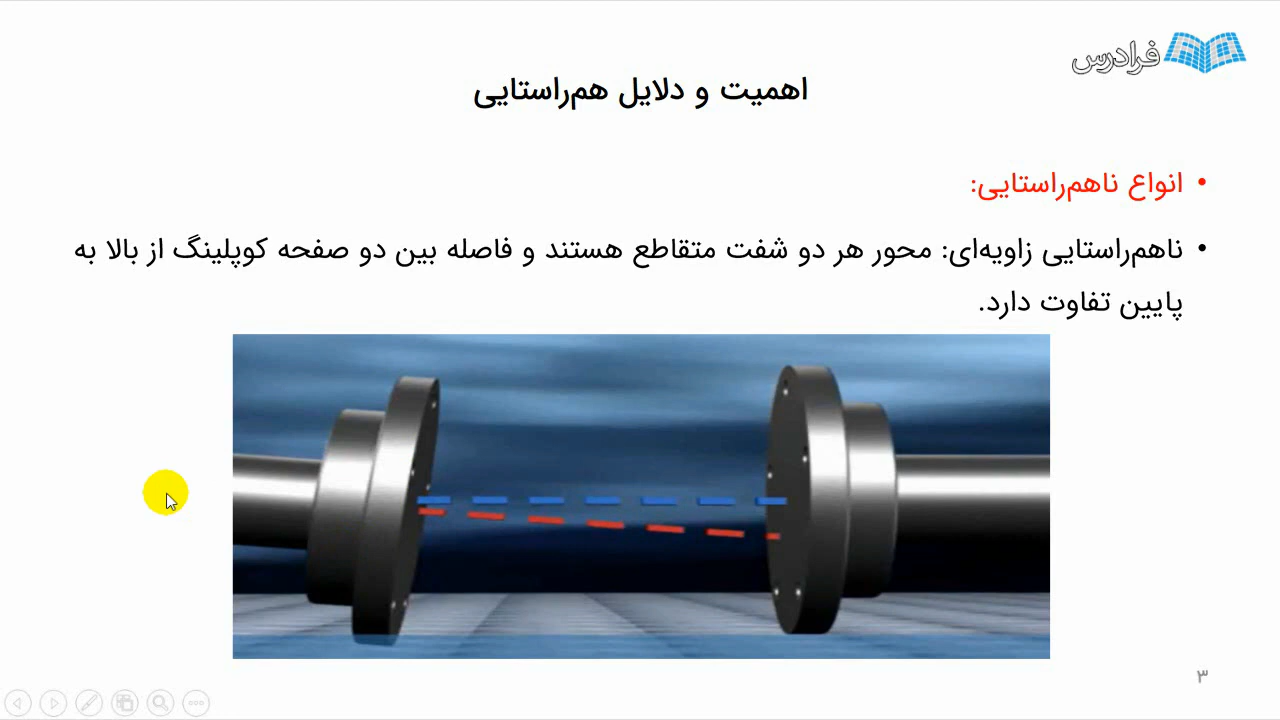 فرادرس
اهمیت و دلایل هم‌راستایی
• انواع ناهم‌راستایی:
• ناهم‌راستایی زاویه‌ای: محور هر دو شفت متقاطع هستند و فاصله بین دو صفحه کوپلینگ از بالا به
پایین تفاوت دارد.
۳